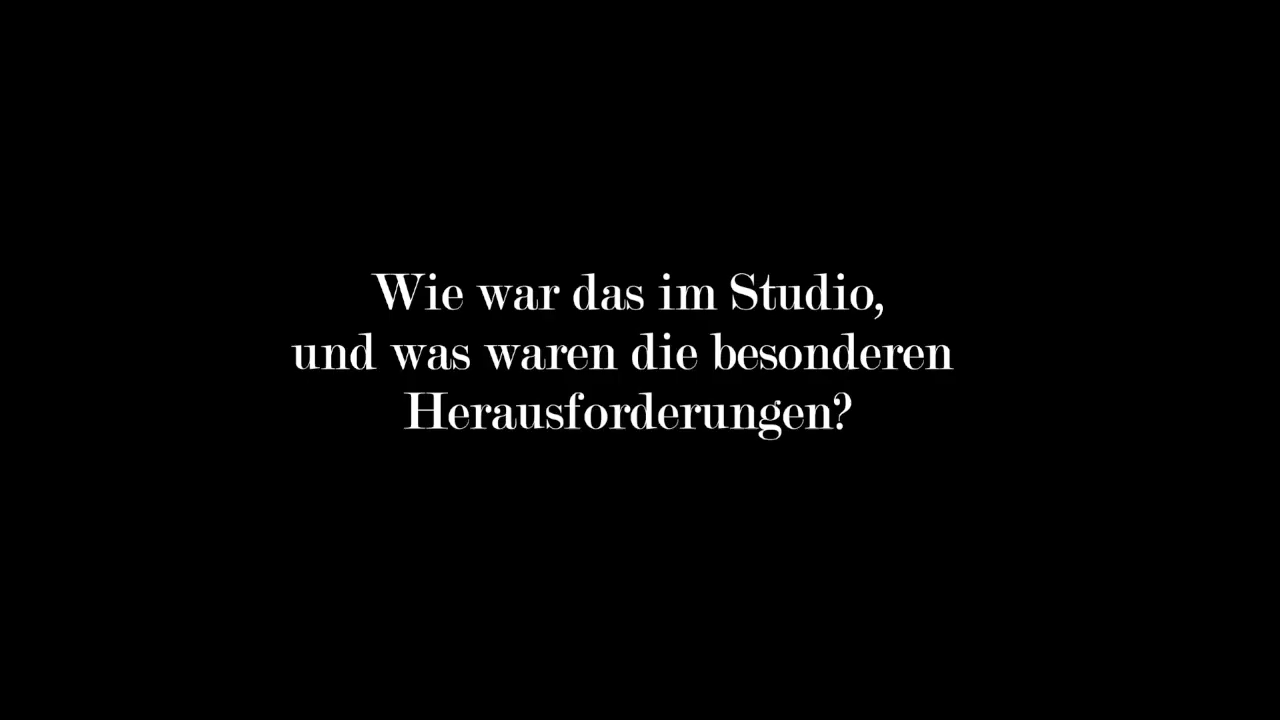 Wie war das im Studio,
und was waren die besonderen
Herausforderungen?